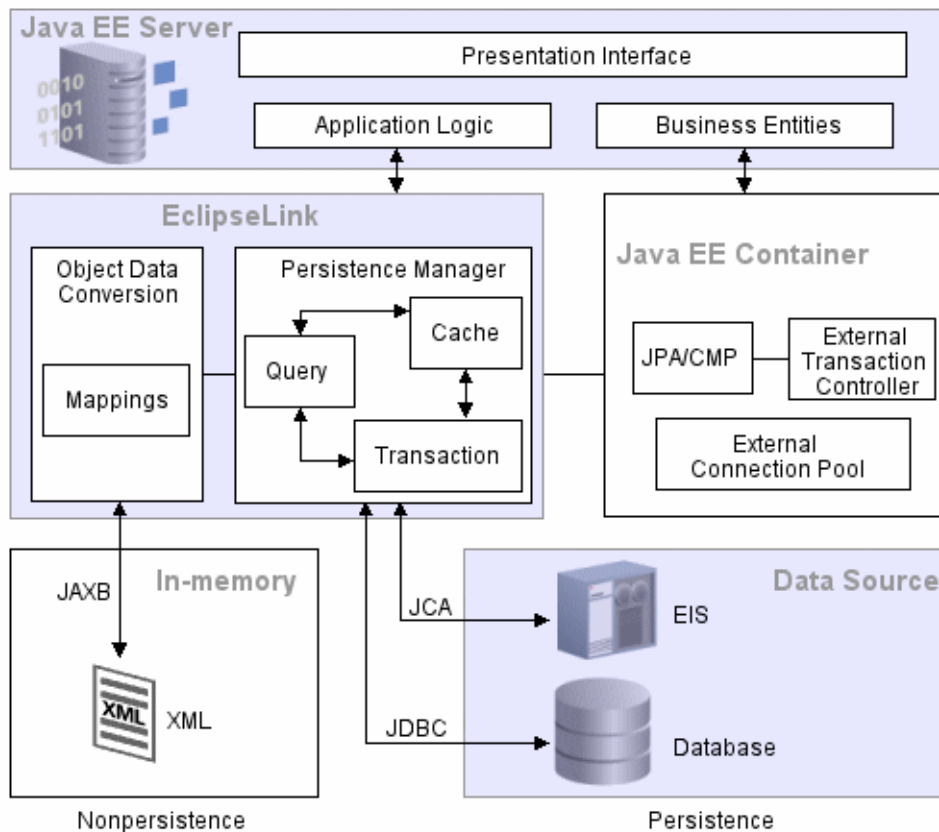 Java EE Server
0010
0101
1101
Presentation Interface
Application Logic
Business Entities
EclipseLink
Object Data
Conversion
Mappings
Persistence Manager
Cache
Query
Transaction
Java EE Container
JPA/CMP
External
Transaction
Controller
External
Connection Pool
In-memory
JAXB
XML
XML
Data Source
JCA
EIS
JDBC
Database
Nonpersistence
Persistence